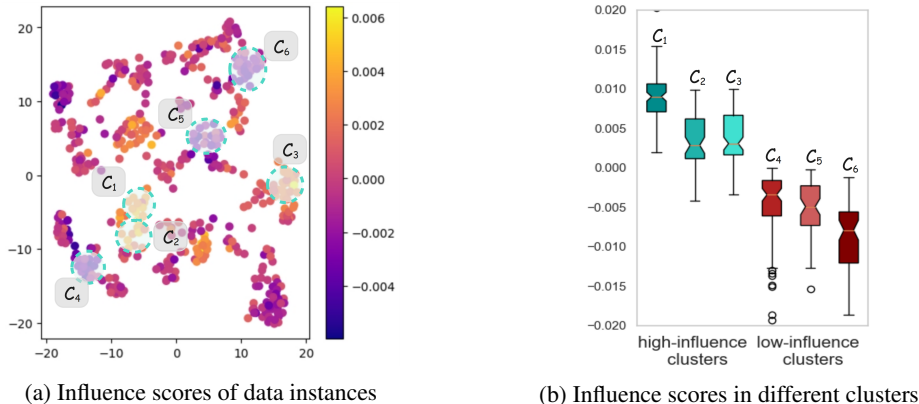 20
10
0
−10
−20
−20
−10
0
10
20
C₆
C₅
C₃
C₁
C₂
C₄
0.006
0.004
0.002
0.000
−0.002
−0.004
(a) Influence scores of data instances
0.020
0.015
0.010
0.005
0.000
−0.005
−0.010
−0.015
−0.020
C₁
C₂
C₃
C₄
C₅
C₆
high-influence
clusters
low-influence
clusters
(b) Influence scores in different clusters